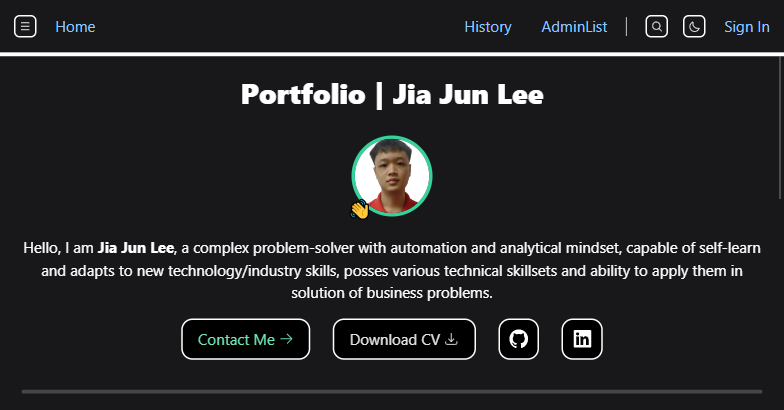 Home History AdminList Sign In
Portfolio | Jia Jun Lee
Hello, I am Jia Jun Lee, a complex problem-solver with automation and analytical mindset, capable of self-learn
and adapts to new technology/industry skills, posses various technical skillsets and ability to apply them in
solution of business problems.
Contact Me → Download CV